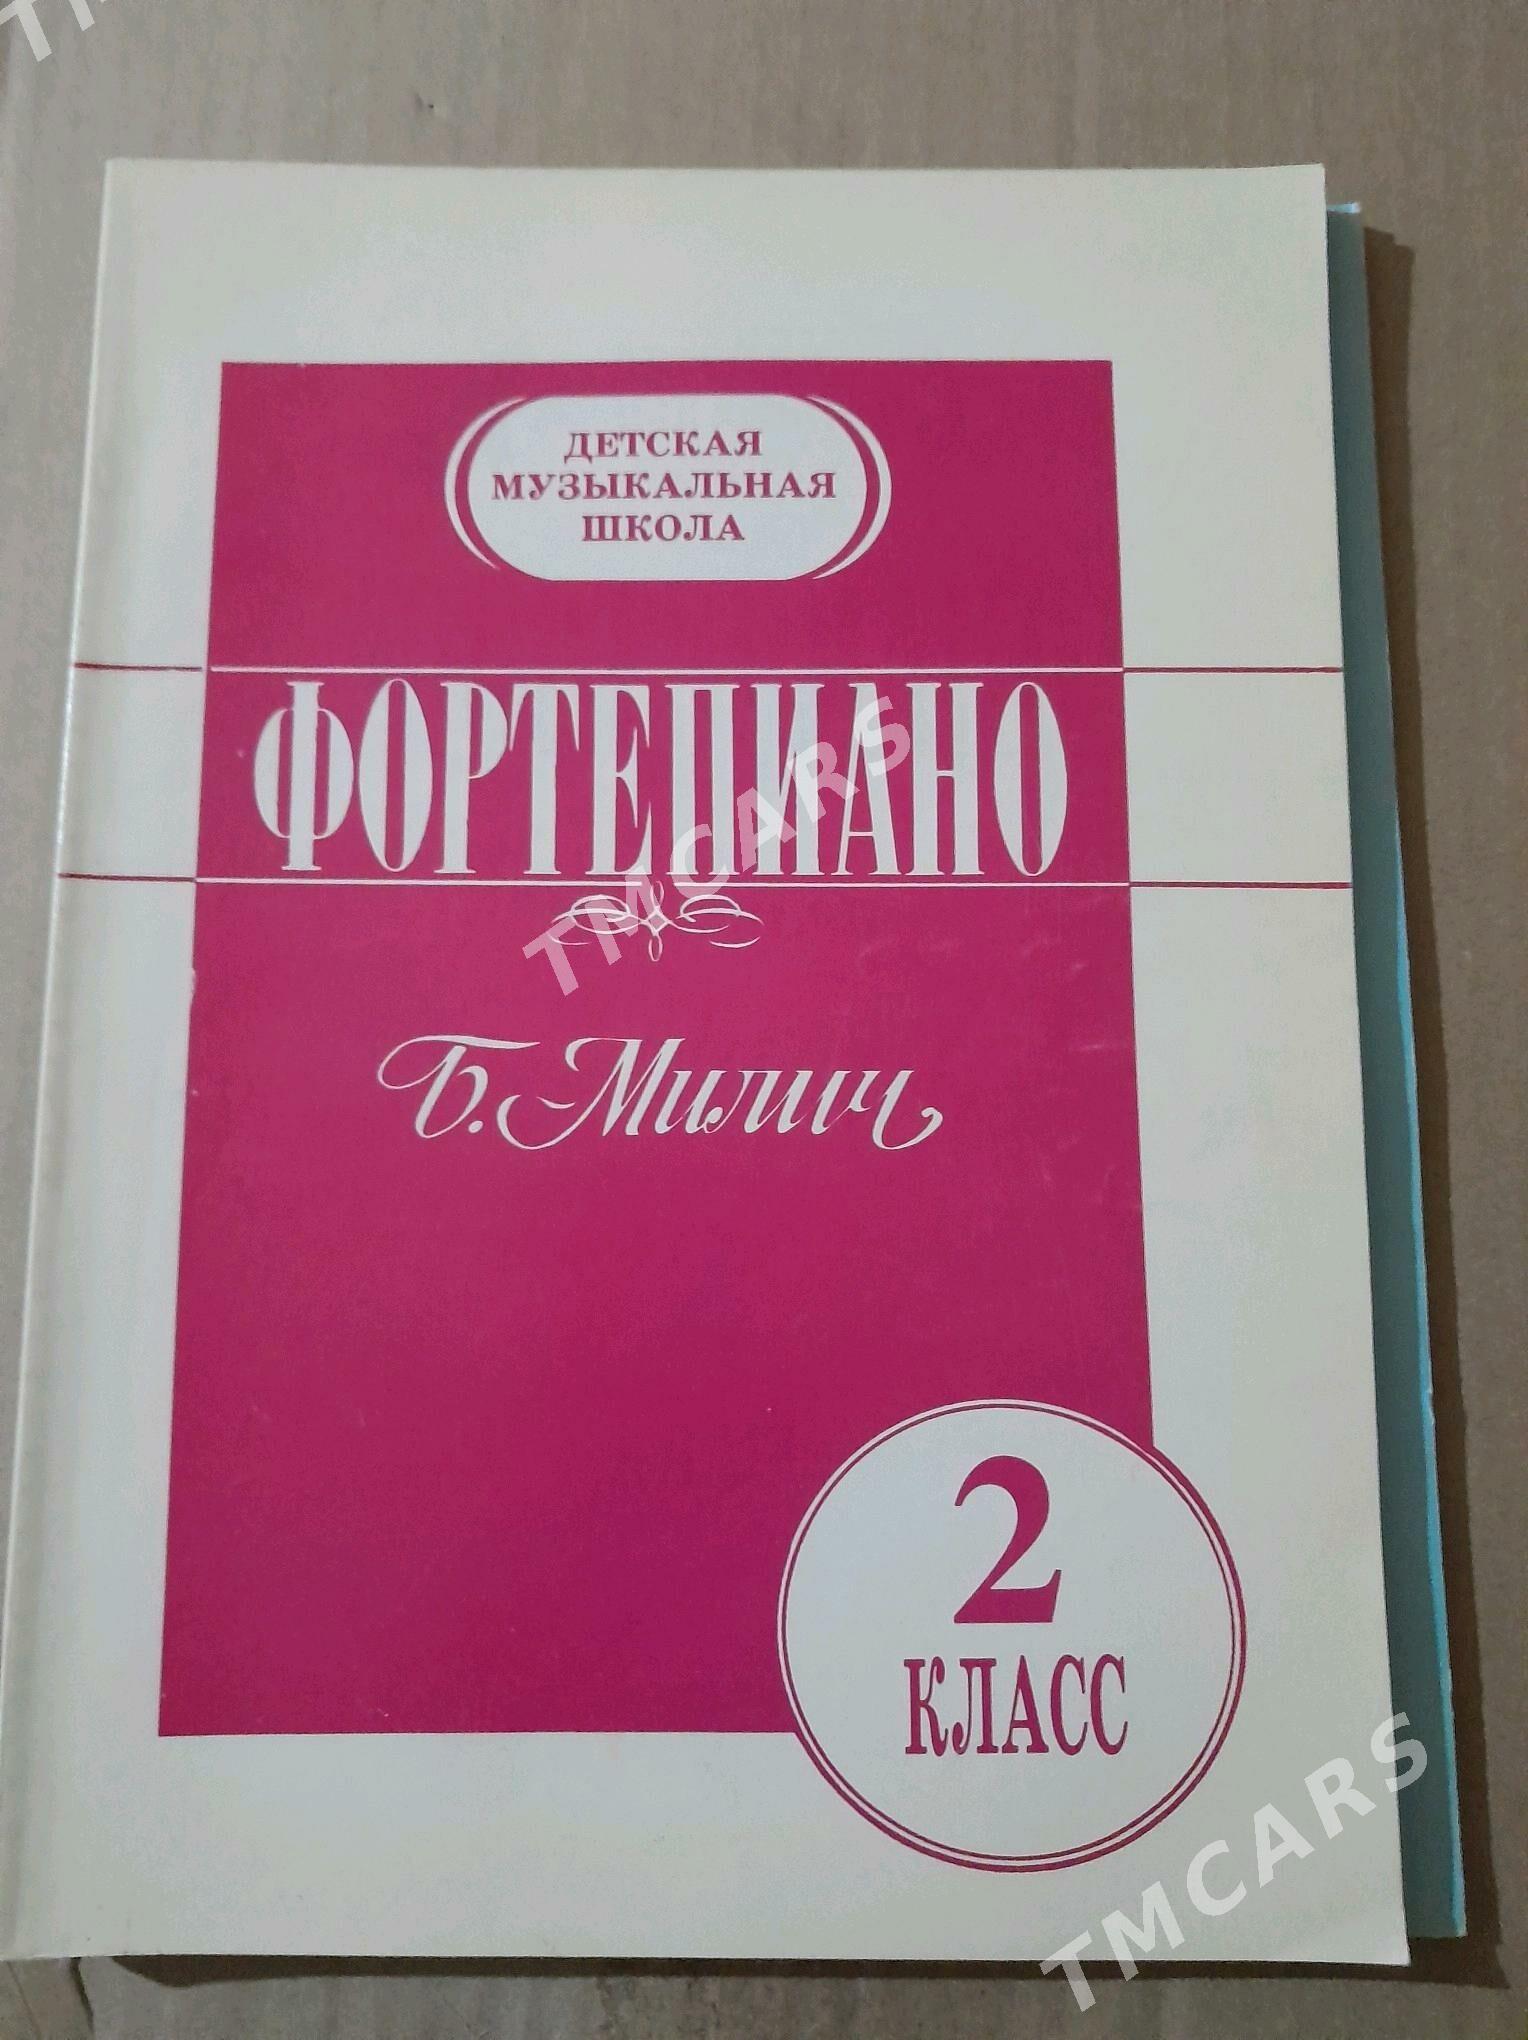 ДЕТСКАЯ
МУЗЫКАЛЬНАЯ
ШКОЛА
ФОРТЕПИАНО
TMCARS
Б. Милич
2
КЛАСС
TMCARS